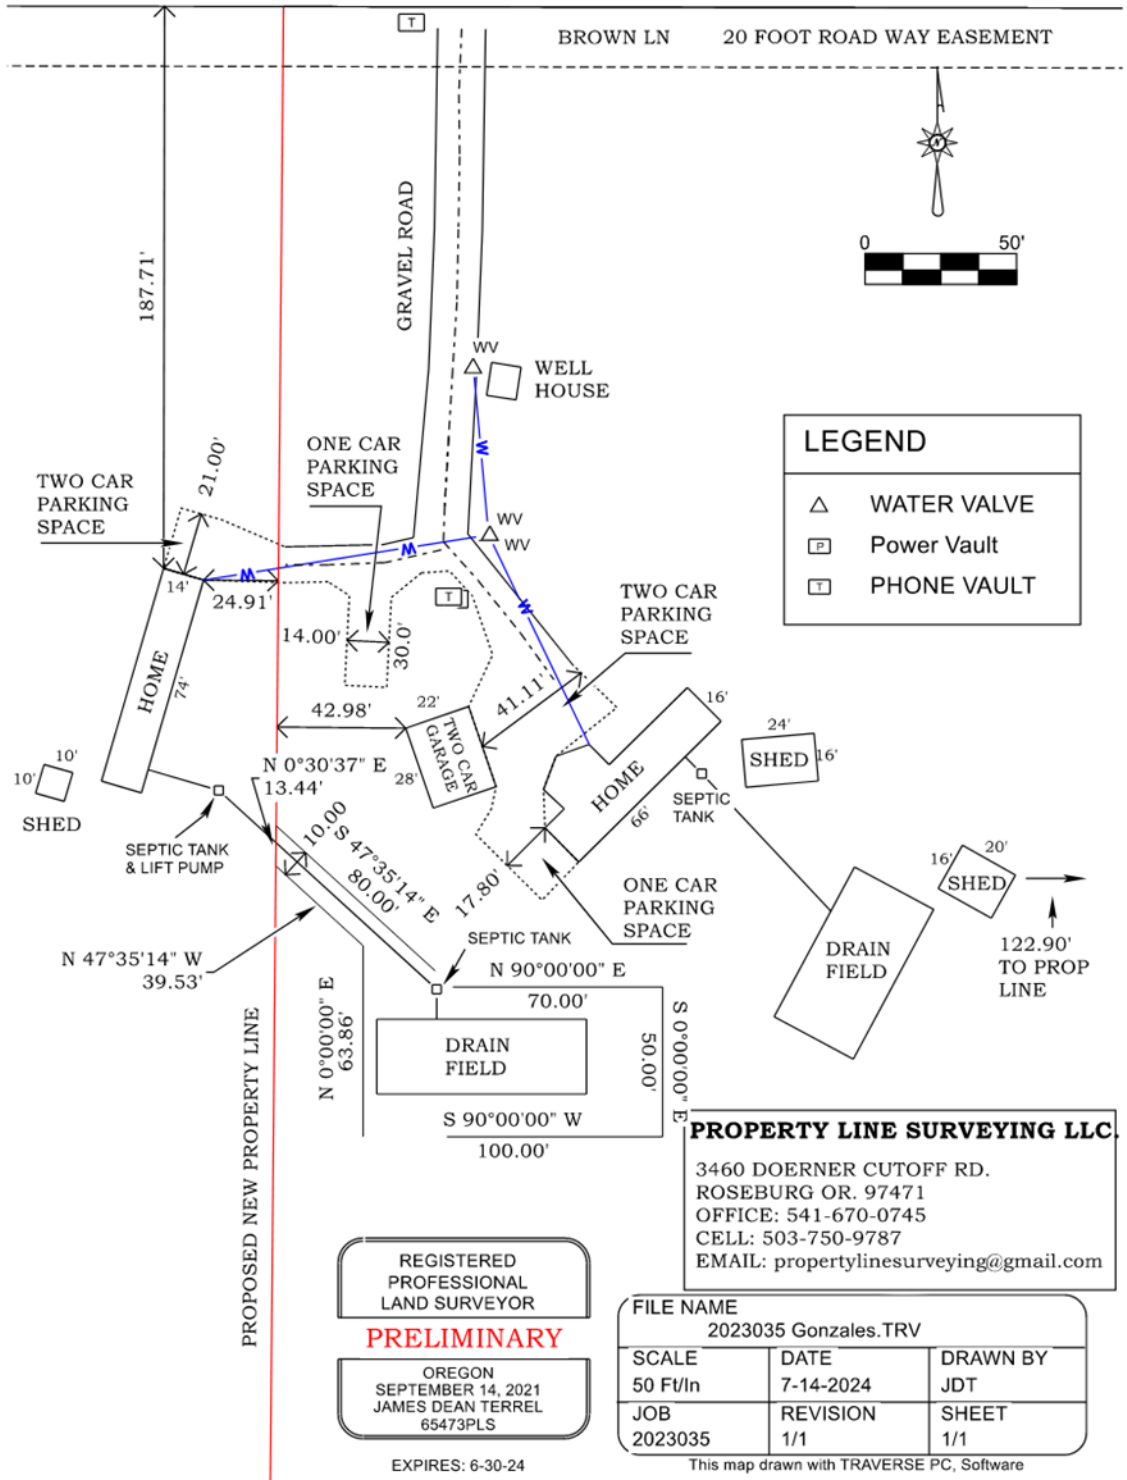 T
BROWN LN 20 FOOT ROAD WAY EASEMENT
N
0 50'
187.71'
GRAVEL ROAD
WV
WELL
HOUSE
W
LEGEND
WATER VALVE
P Power Vault
T PHONE VAULT
ONE CAR
PARKING
SPACE
21.00'
TWO CAR
PARKING
SPACE
WV
WV
W
W
14'
24.91'
T
W
TWO CAR
PARKING
SPACE
14.00'
30.0'
HOME
74'
42.98'
22'
41.11'
16'
TWO CAR
GARAGE
28'
24'
SHED
16'
10'
10'
SHED
N 0°30'37" E
13.44'
HOME
66'
SEPTIC
TANK
SEPTIC TANK
& LIFT PUMP
10.00
S 47°35'14" E
80.00'
17.80'
ONE CAR
PARKING
SPACE
16'
20'
SHED
122.90'
TO PROP
LINE
DRAIN
FIELD
N 47°35'14" W
39.53'
SEPTIC TANK
N 90°00'00" E
70.00'
N 0°00'00" E
63.86'
DRAIN
FIELD
50.00'
S 0°00'00" E
S 90°00'00" W
100.00'
PROPOSED NEW PROPERTY LINE
PROPERTY LINE SURVEYING LLC.
3460 DOERNER CUTOFF RD.
ROSEBURG OR. 97471
OFFICE: 541-670-0745
CELL: 503-750-9787
EMAIL: propertylinesurveying@gmail.com
REGISTERED
PROFESSIONAL
LAND SURVEYOR
PRELIMINARY
OREGON
SEPTEMBER 14, 2021
JAMES DEAN TERREL
65473PLS
EXPIRES: 6-30-24
FILE NAME
2023035 Gonzales.TRV
SCALE DATE DRAWN BY
50 Ft/In 7-14-2024 JDT
JOB REVISION SHEET
2023035 1/1 1/1
This map drawn with TRAVERSE PC, Software